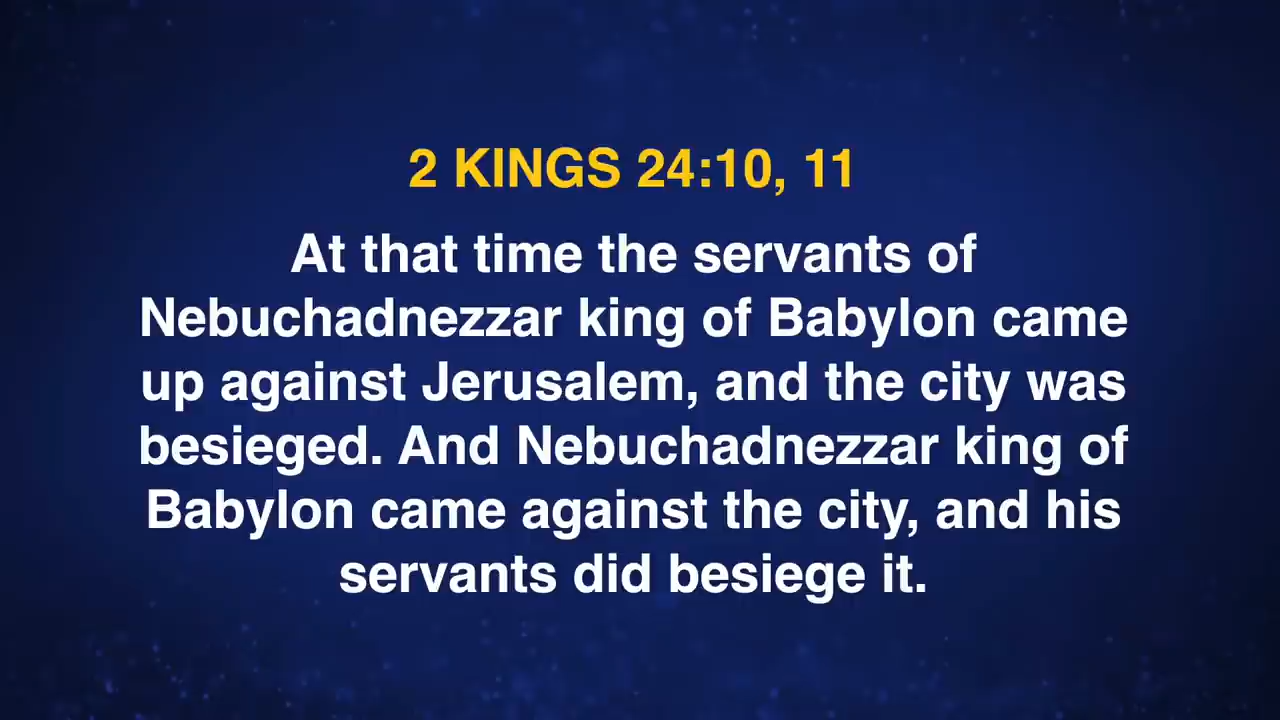 2 KINGS 24:10, 11
At that time the servants of
Nebuchadnezzar king of Babylon came
up against Jerusalem, and the city was
besieged. And Nebuchadnezzar king of
Babylon came against the city, and his
servants did besiege it.